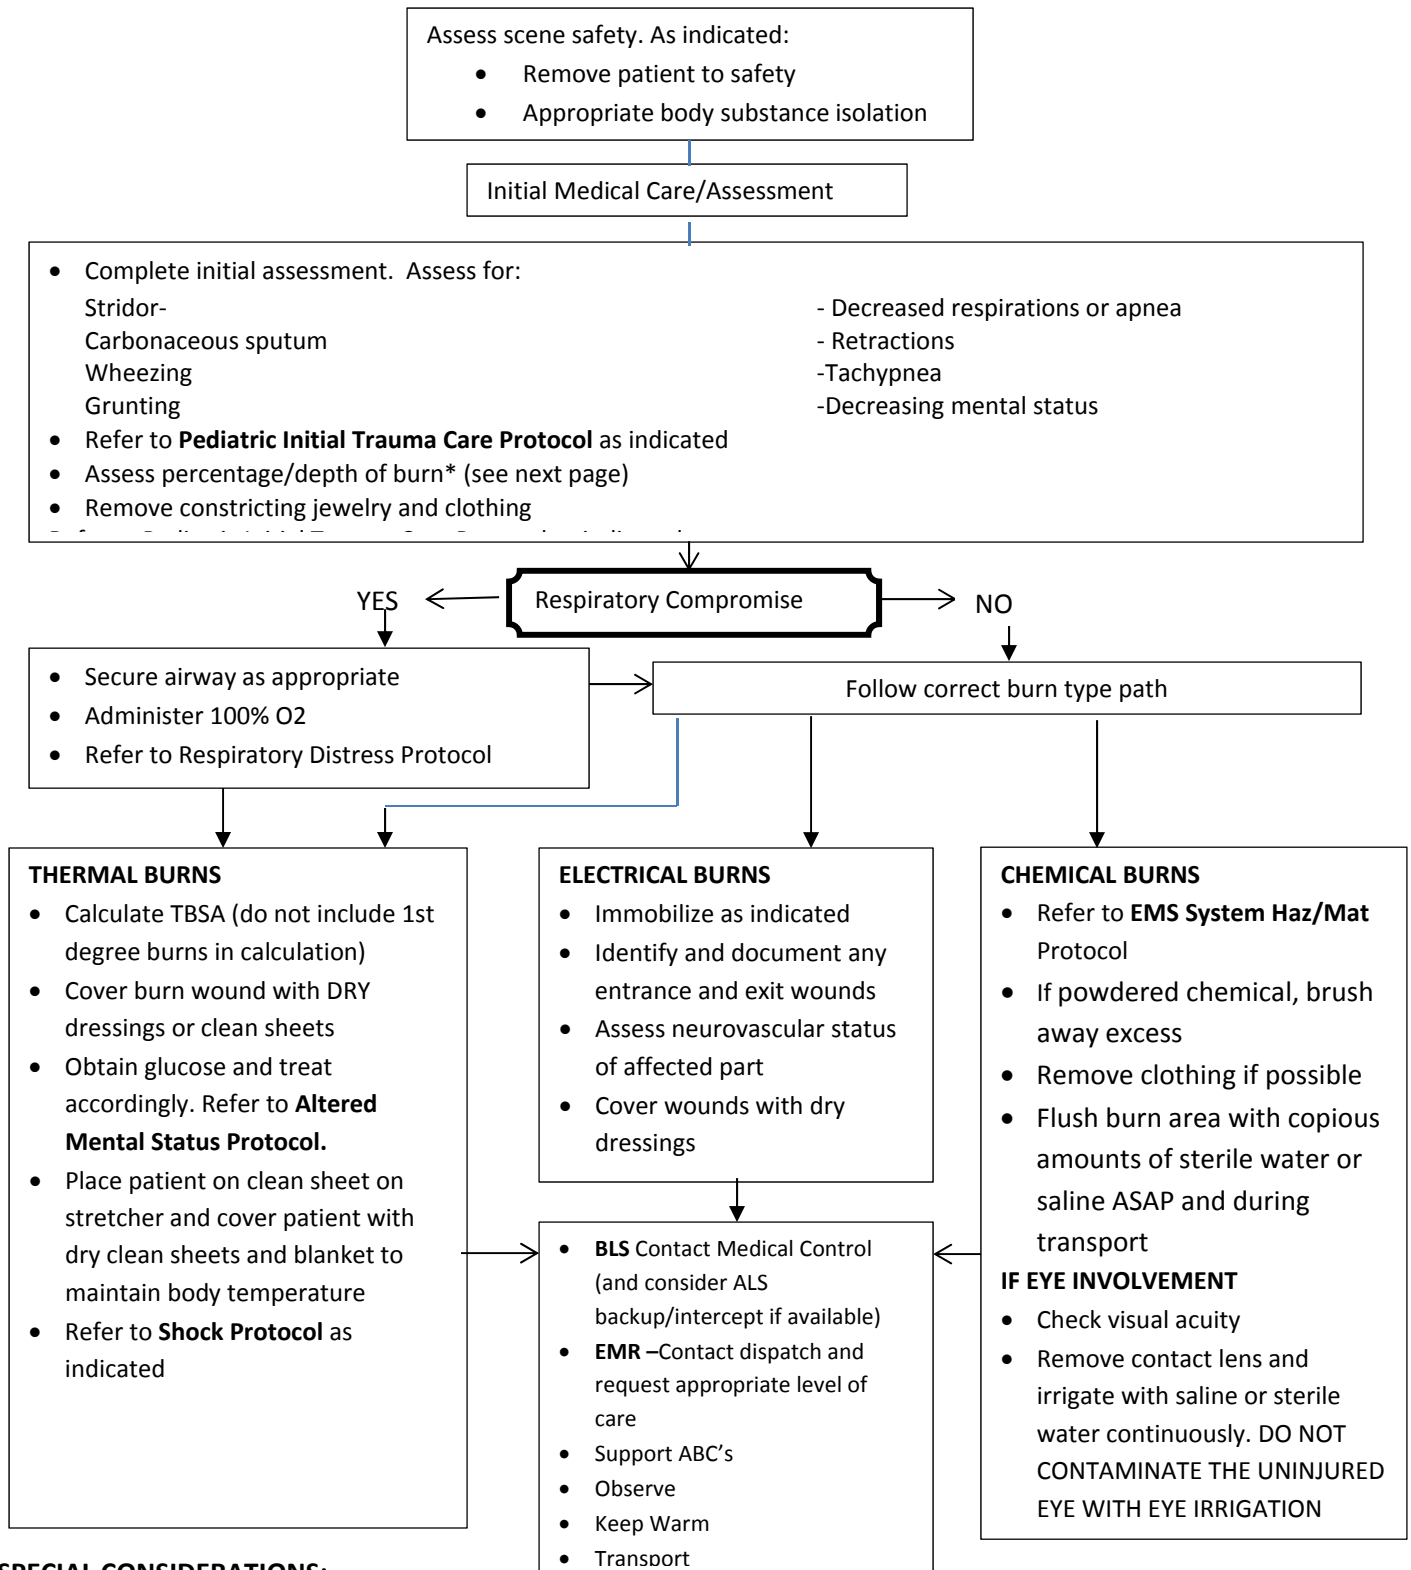 Assess scene safety. As indicated:
• Remove patient to safety
• Appropriate body substance isolation
Initial Medical Care/Assessment
• Complete initial assessment.  Assess for:
Stridor-
- Decreased respirations or apnea
Carbonaceous sputum
- Retractions
Wheezing
-Tachypnea
Grunting
-Decreasing mental status
• Refer to Pediatric Initial Trauma Care Protocol as indicated
• Assess percentage/depth of burn* (see next page)
• Remove constricting jewelry and clothing
Respiratory Compromise
YES
NO
• Secure airway as appropriate
• Administer 100% O2
• Refer to Respiratory Distress Protocol
Follow correct burn type path
THERMAL BURNS
• Calculate TBSA (do not include 1st
degree burns in calculation)
• Cover burn wound with DRY
dressings or clean sheets
• Obtain glucose and treat
accordingly. Refer to Altered
Mental Status Protocol.
• Place patient on clean sheet on
stretcher and cover patient with
dry clean sheets and blanket to
maintain body temperature
• Refer to Shock Protocol as
indicated
ELECTRICAL BURNS
• Immobilize as indicated
• Identify and document any
entrance and exit wounds
• Assess neurovascular status
of affected part
• Cover wounds with dry
dressings
• BLS Contact Medical Control
(and consider ALS
backup/intercept if available)
• EMR –Contact dispatch and
request appropriate level of
care
• Support ABC’s
• Observe
• Keep Warm
• Transport
CHEMICAL BURNS
• Refer to EMS System Haz/Mat
Protocol
• If powdered chemical, brush
away excess
• Remove clothing if possible
• Flush burn area with copious
amounts of sterile water or
saline ASAP and during
transport
IF EYE INVOLVEMENT
• Check visual acuity
• Remove contact lens and
irrigate with saline or sterile
water continuously. DO NOT
CONTAMINATE THE UNINJURED
EYE WITH EYE IRRIGATION
SPECIAL CONSIDERATIONS: